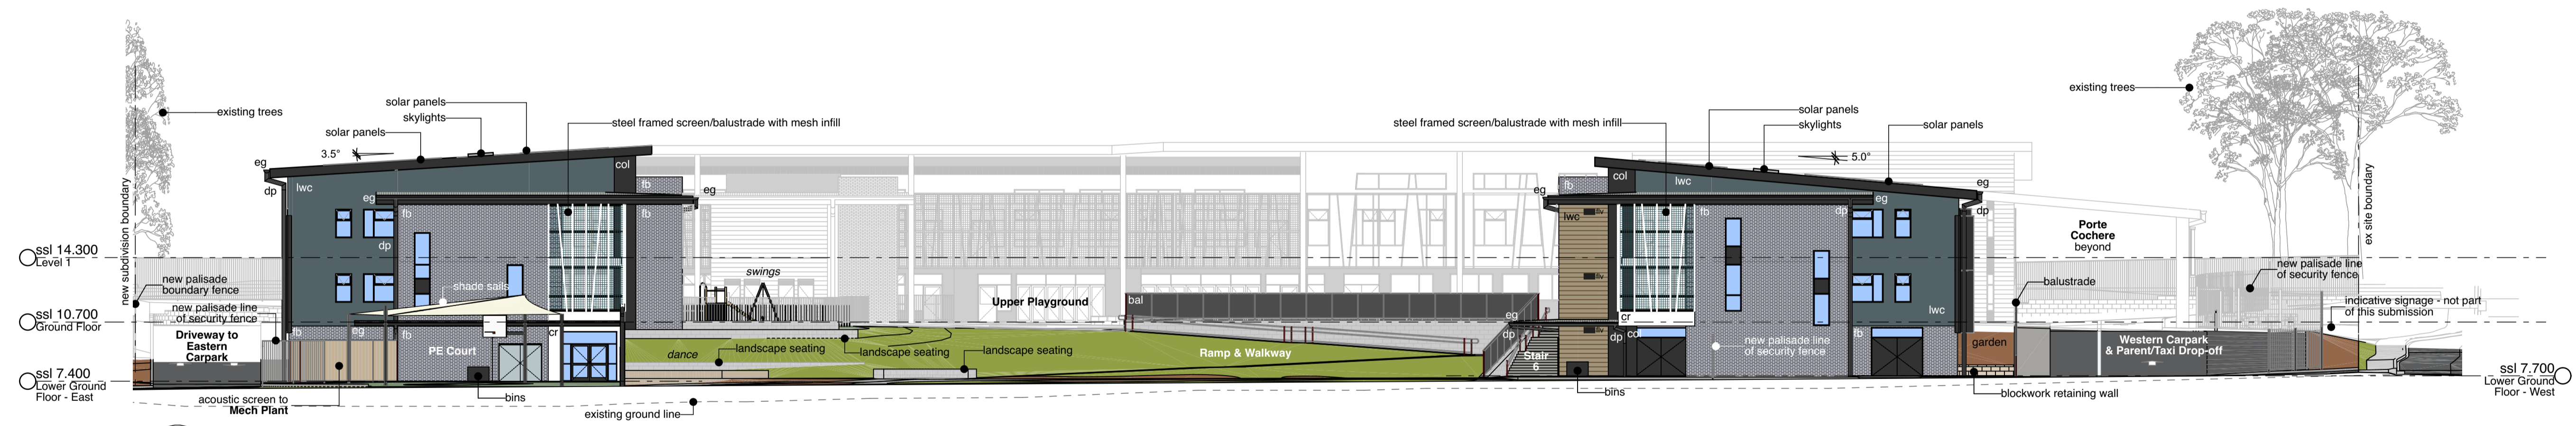 solar panels
skylights
solar panels
existing trees
3.5°
steel framed screen/balustrade with mesh infill
eg
dp
lwc
col
fb
eg
eg
fb
fb
dp
new subdivision boundary
ssl 14.300
Level 1
new palisade
boundary fence
new palisade line
of security fence
shade sails
ssl 10.700
Ground Floor
Driveway to
Eastern
Carpark
fb
eg
fb
PE Court
cr
ssl 7.400
Lower Ground
Floor - East
acoustic screen to
Mech Plant
bins
existing ground line
swings
dance
landscape seating
landscape seating
landscape seating
Upper Playground
Ramp & Walkway
bal
steel framed screen/balustrade with mesh infill
solar panels
skylights
solar panels
5.0°
existing trees
eg
fb
col
lwc
eg
eg
dp
lwc
fb
dp
cr
eg
dp
dp
col
Stair
6
bins
new palisade line
of security fence
fb
lwc
garden
blockwork retaining wall
balustrade
Porte
Cochere
beyond
ex site boundary
new palisade line
of security fence
indicative signage - not part
of this submission
Western Carpark
& Parent/Taxi Drop-off
ssl 7.700
Lower Ground
Floor - West